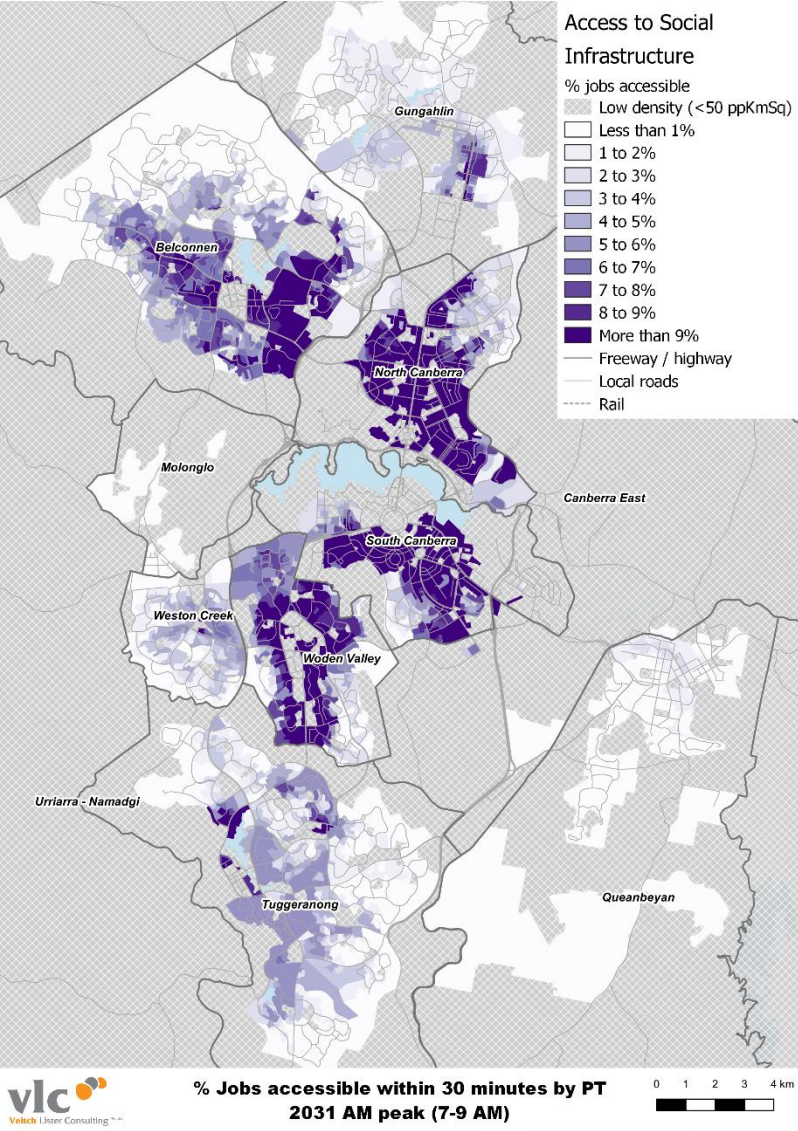 Access to Social
Infrastructure
% jobs accessible
Low density (<50 ppKmSq)
Less than 1%
1 to 2%
2 to 3%
3 to 4%
4 to 5%
5 to 6%
6 to 7%
7 to 8%
8 to 9%
More than 9%
Freeway / highway
Local roads
Rail
Gungahlin
Belconnen
North Canberra
Molonglo
Canberra East
South Canberra
Weston Creek
Woden Valley
Urriarra - Namadgi
Queanbeyan
Tuggeranong
vlc
Veitch Lister Consulting
% Jobs accessible within 30 minutes by PT
2031 AM peak (7-9 AM)
0 1 2 3 4 km